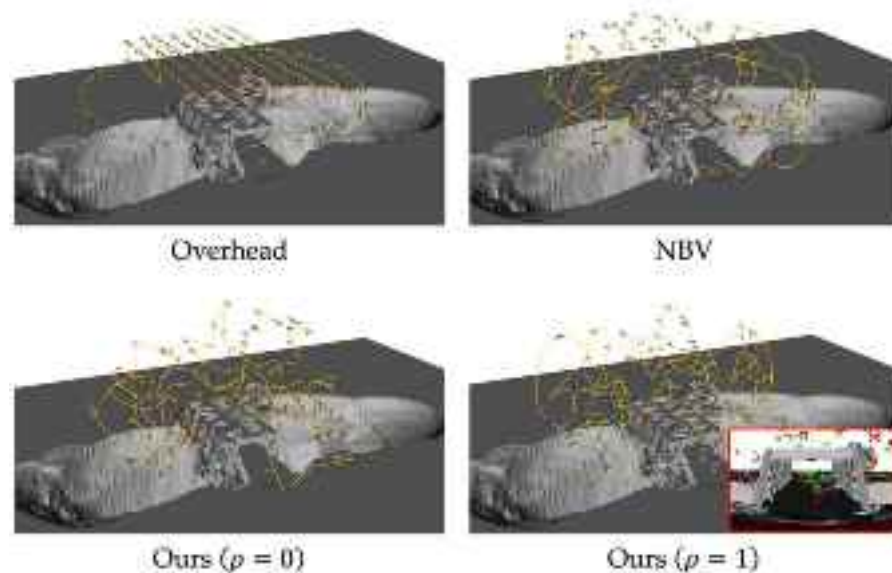 Overhead
NBV
Ours (ρ = 0)
Ours (ρ = 1)